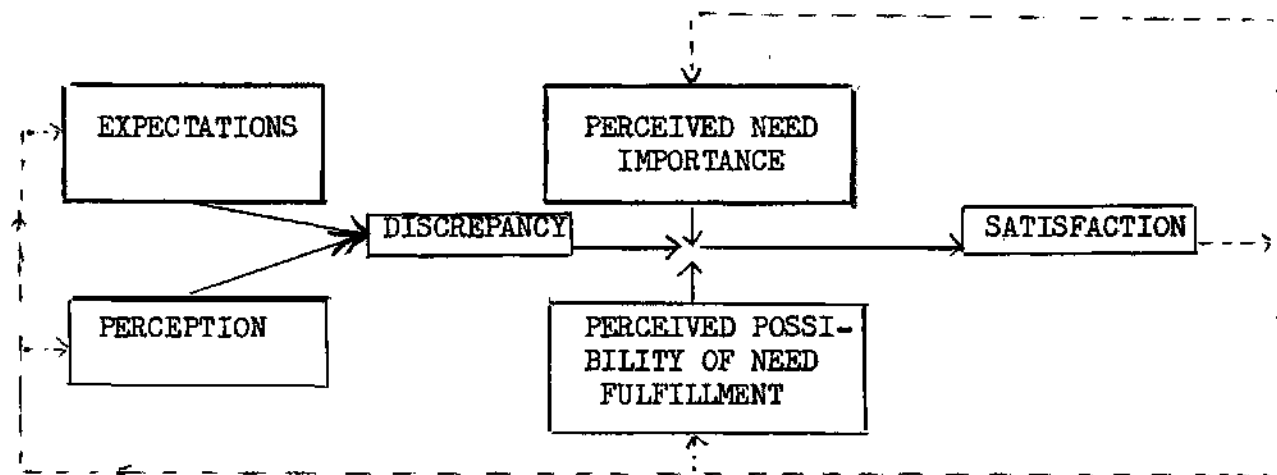 EXPECTATIONS
PERCEIVED NEED
IMPORTANCE
DISCREPANCY
SATISFACTION
PERCEPTION
PERCEIVED POSSI-
BILITY OF NEED
FULFILLMENT